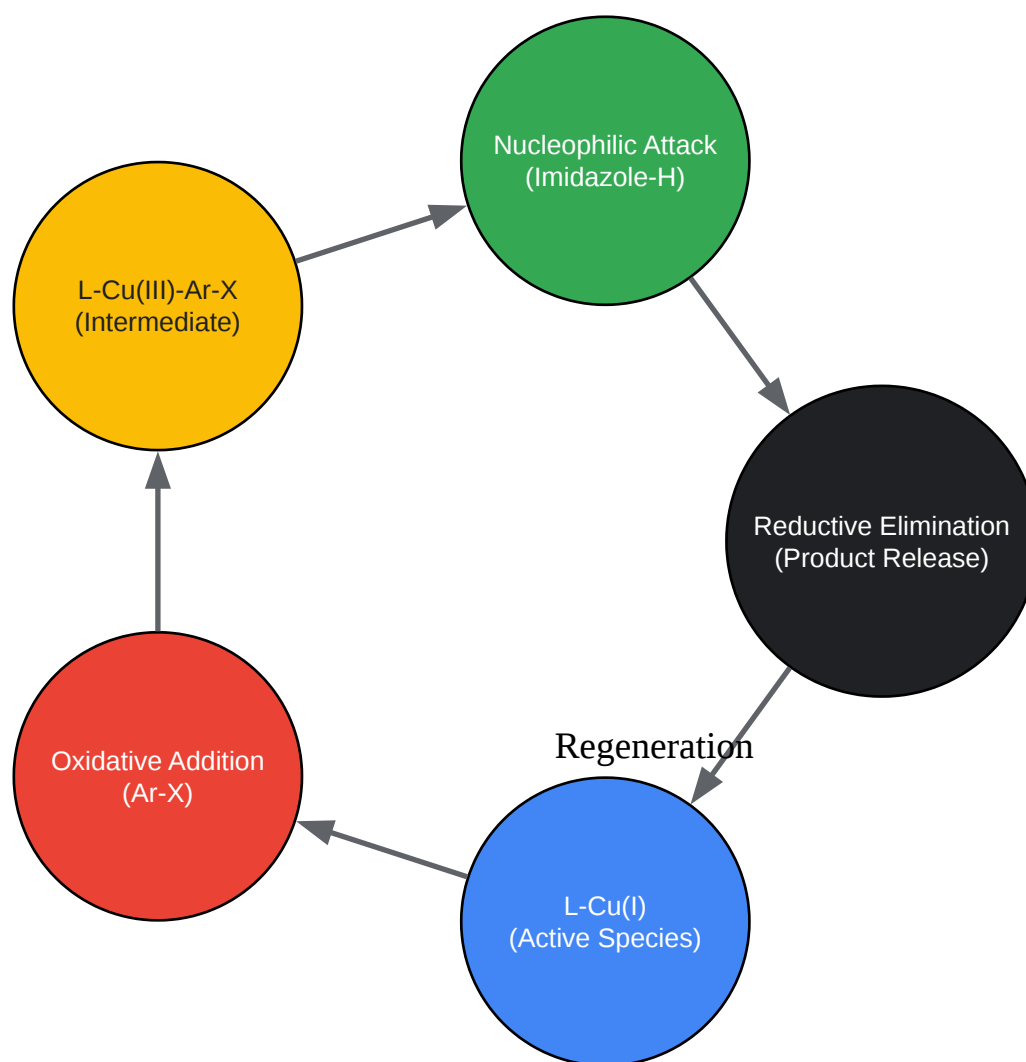 Nucleophilic Attack
(Imidazole-H)
L-Cu(III)-Ar-X
(Intermediate)
Reductive Elimination
(Product Release)
Regeneration
Oxidative Addition
(Ar-X)
L-Cu(I)
(Active Species)